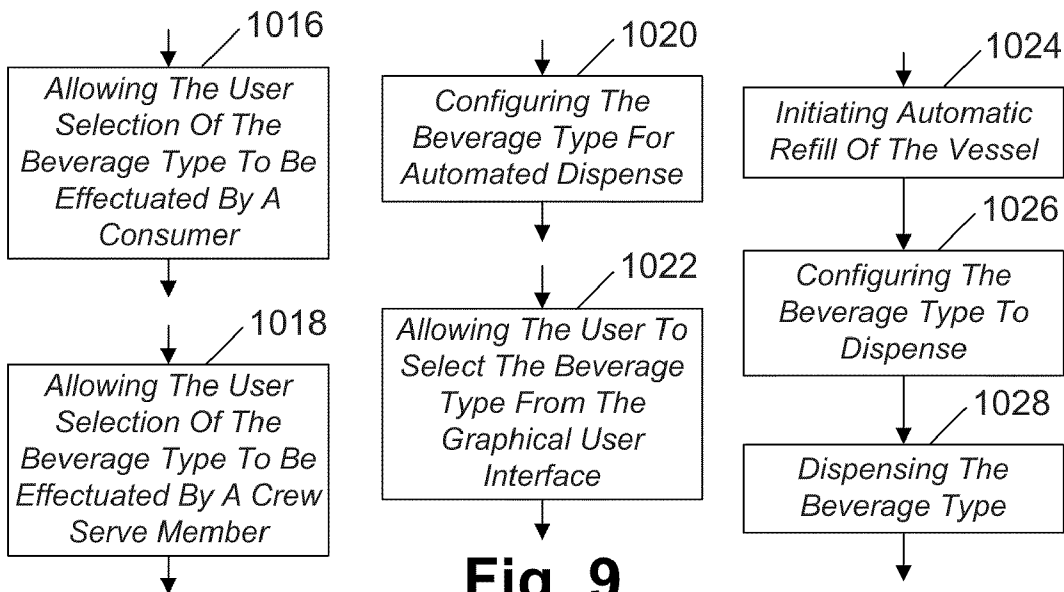 1016
Allowing The User
Selection Of The
Beverage Type To Be
Effectuated By A
Consumer
1018
Allowing The User
Selection Of The
Beverage Type To Be
Effectuated By A Crew
Serve Member
1020
Configuring The
Beverage Type For
Automated Dispense
1022
Allowing The User To
Select The Beverage
Type From The
Graphical User
Interface
1024
Initiating Automatic
Refill Of The Vessel
1026
Configuring The
Beverage Type To
Dispense
1028
Dispensing The
Beverage Type
Fig. 9